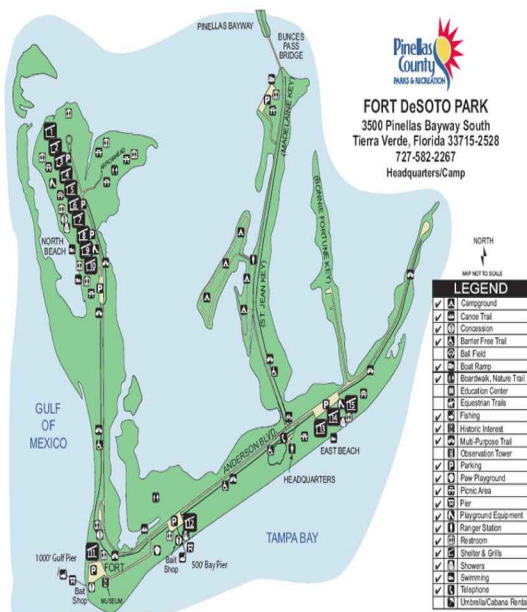 PINELLAS BAYWAY
BUNCES
PASS
BRIDGE
Pinellas
County
PARKS & RECREATION
FORT DeSOTO PARK
3500 Pinellas Bayway South
Tierra Verde, Florida 33715-2528
727-582-2267
Headquarters/Camp
(MADELAINE KEY)
ARROWHEAD
(BONNIE FORTUNE KEY)
NORTH
BEACH
(ST. JEAN KEY)
NORTH
MAP NOT TO SCALE
LEGEND
Campground
Canoe Trail
Concession
Barrier Free Trail
Ball Field
Boat Ramp
Boardwalk, Nature Trail
Education Center
Equestrian Trails
Fishing
Historic Interest
Multi-Purpose Trail
Observation Tower
Parking
Paw Playground
Picnic Area
Pier
Playground Equipment
Ranger Station
Restroom
Shelter & Grills
Showers
Swimming
Telephone
Umbrella/Cabana Renta
GULF
OF
MEXICO
ANDERSON BLVD
EAST BEACH
HEADQUARTERS
TAMPA BAY
FORT
1000' Gulf Pier
Bait
Shop
500' Bay Pier
Bait
Shop
MUSEUM